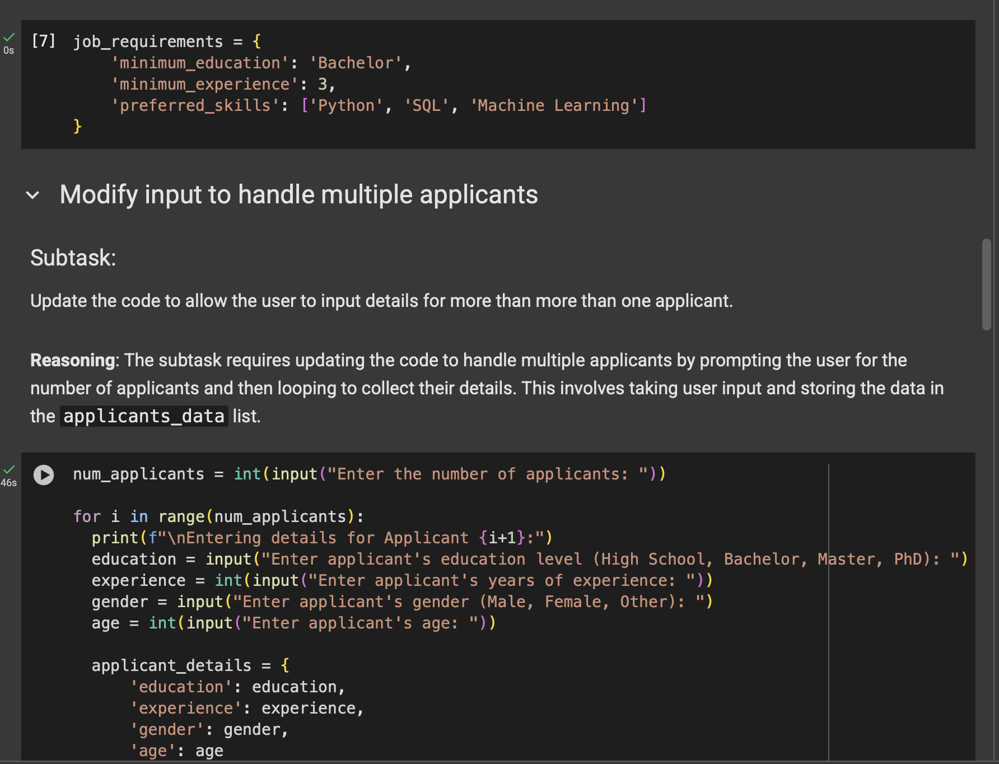 [7] job_requirements = {
0s
    'minimum_education': 'Bachelor',
    'minimum_experience': 3,
    'preferred_skills': ['Python', 'SQL', 'Machine Learning']
}
Modify input to handle multiple applicants
Subtask:
Update the code to allow the user to input details for more than more than one applicant.
Reasoning: The subtask requires updating the code to handle multiple applicants by prompting the user for the
number of applicants and then looping to collect their details. This involves taking user input and storing the data in
the applicants_data list.
num_applicants = int(input("Enter the number of applicants: "))
46s
for i in range(num_applicants):
  print(f"\nEntering details for Applicant {i+1}:")
  education = input("Enter applicant's education level (High School, Bachelor, Master, PhD): ")
  experience = int(input("Enter applicant's years of experience: "))
  gender = input("Enter applicant's gender (Male, Female, Other): ")
  age = int(input("Enter applicant's age: "))
  applicant_details = {
      'education': education,
      'experience': experience,
      'gender': gender,
      'age': age